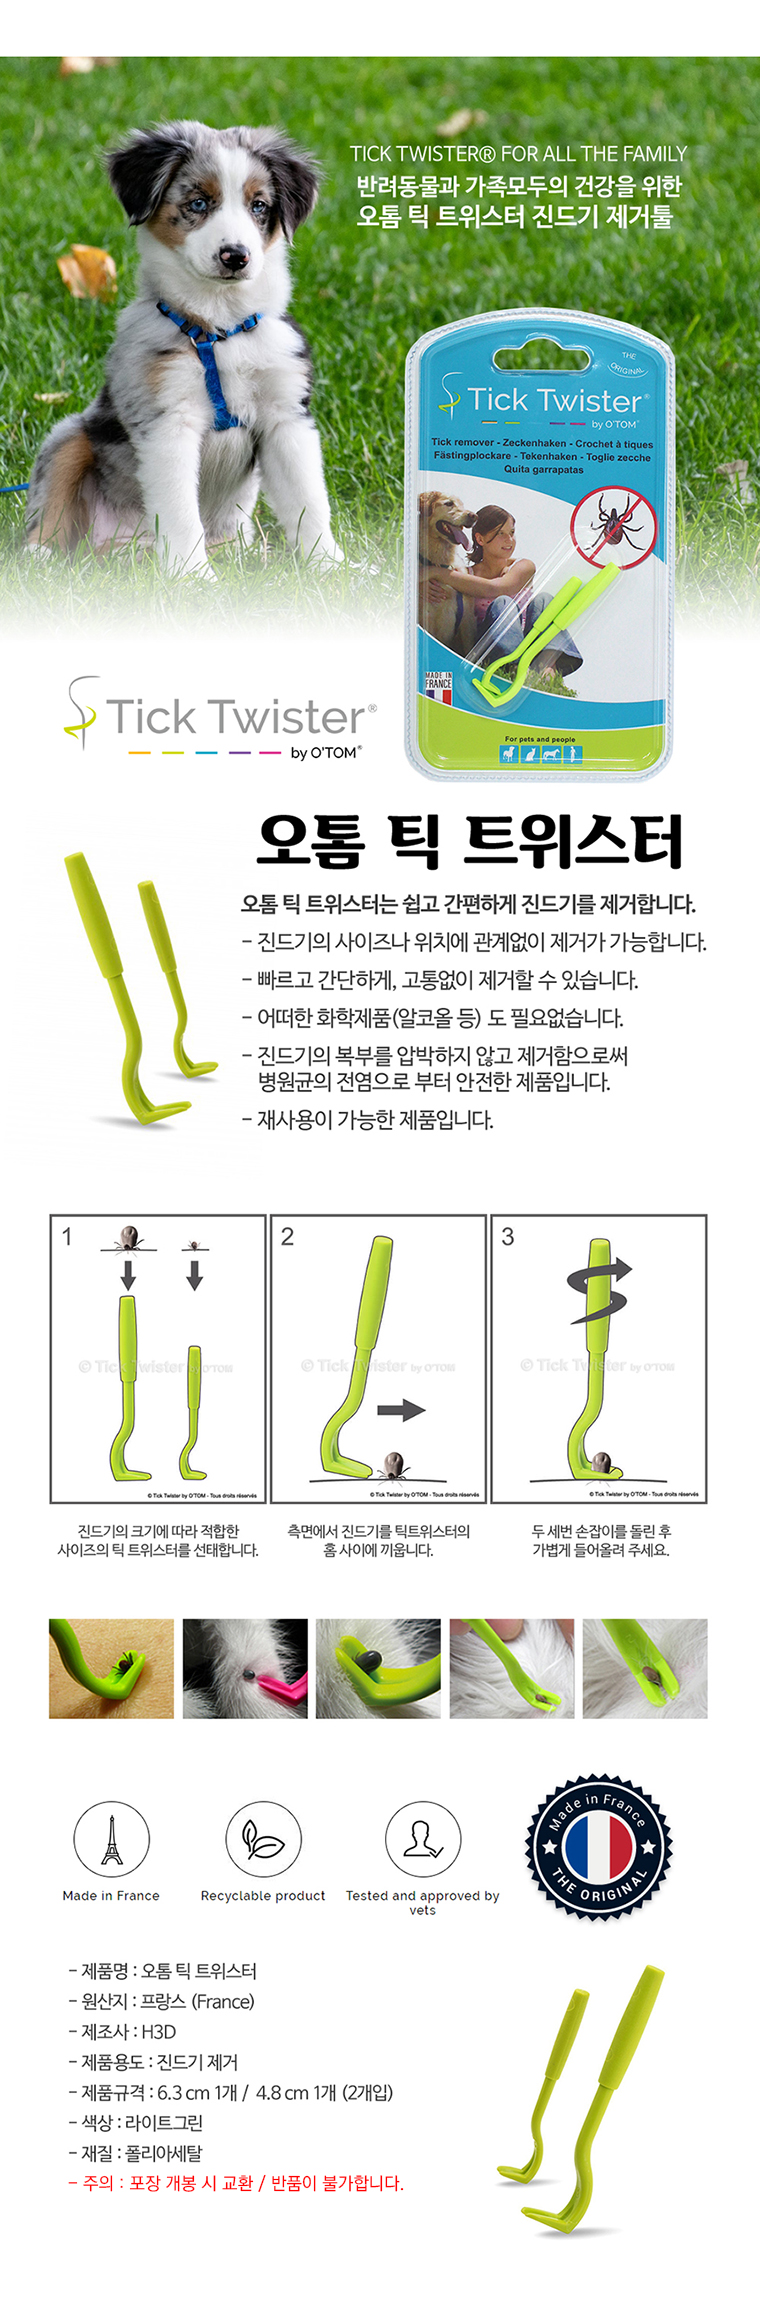 TICK TWISTER® FOR ALL THE FAMILY
반려동물과 가족모두의 건강을 위한
오톰 틱 트위스터 진드기 제거툴
THE
ORIGINAL
Tick Twister®
by O'TOM™
Tick remover - Zeckenhaken - Crochet à tiques
Fästingplockare - Tekenhaken - Toglie zecche
Quita garrapatas
MADE IN
FRANCE
For pets and people
Tick Twister®
by O'TOM®
오톰 틱 트위스터
오톰 틱 트위스터는 쉽고 간편하게 진드기를 제거합니다.
- 진드기의 사이즈나 위치에 관계없이 제거가 가능합니다.
- 빠르고 간단하게, 고통없이 제거할 수 있습니다.
- 어떠한 화학제품(알코올 등) 도 필요없습니다.
- 진드기의 복부를 압박하지 않고 제거함으로써
병원균의 전염으로 부터 안전한 제품입니다.
- 재사용이 가능한 제품입니다.
1
© Tick Twister by O'TOM
© Tick Twister by O'TOM - Tous droits réservés
2
© Tick Twister by O'TOM
© Tick Twister by O'TOM - Tous droits réservés
3
© Tick Twister by O'TOM
© Tick Twister by O'TOM - Tous droits réservés
진드기의 크기에 따라 적합한
사이즈의 틱 트위스터를 선태합니다.
측면에서 진드기를 틱트위스터의
홈 사이에 끼웁니다.
두 세번 손잡이를 돌린 후
가볍게 들어올려 주세요.
Made in France
Recyclable product
Tested and approved by
vets
Made in France
THE ORIGINAL
- 제품명 : 오톰 틱 트위스터
- 원산지 : 프랑스 (France)
- 제조사 : H3D
- 제품용도 : 진드기 제거
- 제품규격 : 6.3 cm 1개 / 4.8 cm 1개 (2개입)
- 색상 : 라이트그린
- 재질 : 폴리아세탈
- 주의 : 포장 개봉 시 교환 / 반품이 불가합니다.